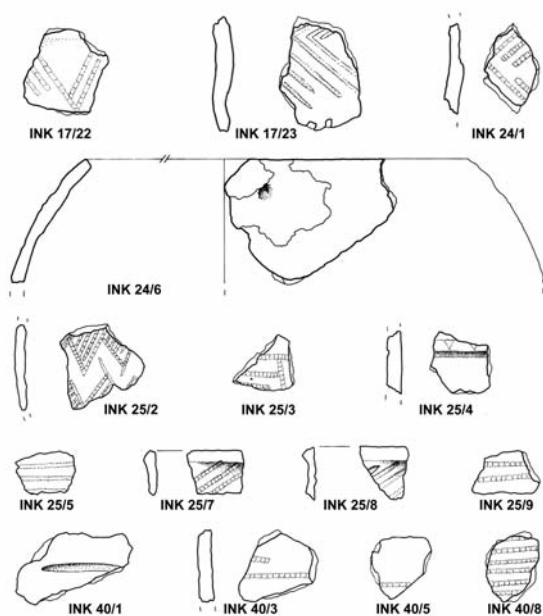 INK 17/22
INK 17/23
INK 24/1
INK 24/6
INK 25/2
INK 25/3
INK 25/4
INK 25/5
INK 25/7
INK 25/8
INK 25/9
INK 40/1
INK 40/3
INK 40/5
INK 40/8